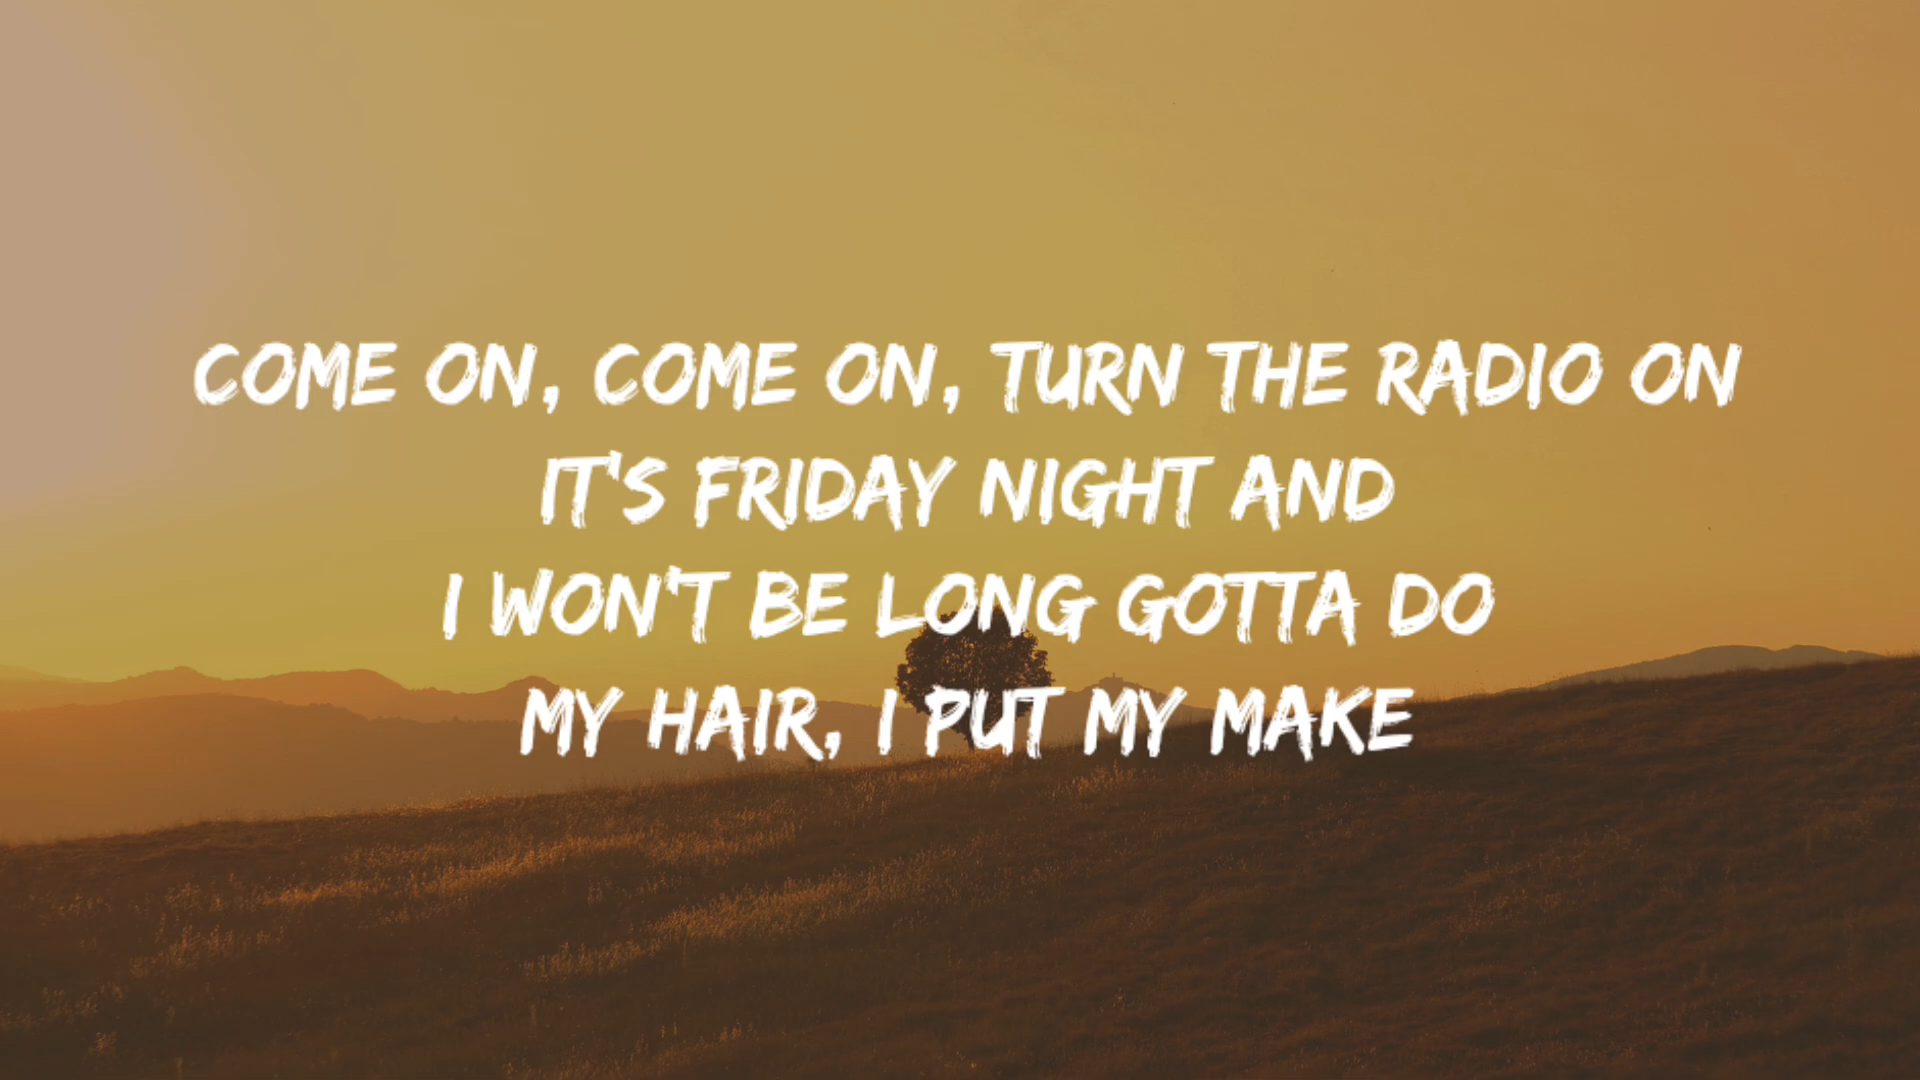 COME ON, COME ON, TURN THE RADIO ON
IT'S FRIDAY NIGHT AND
I WON'T BE LONG GOTTA DO
MY HAIR, I PUT MY MAKE